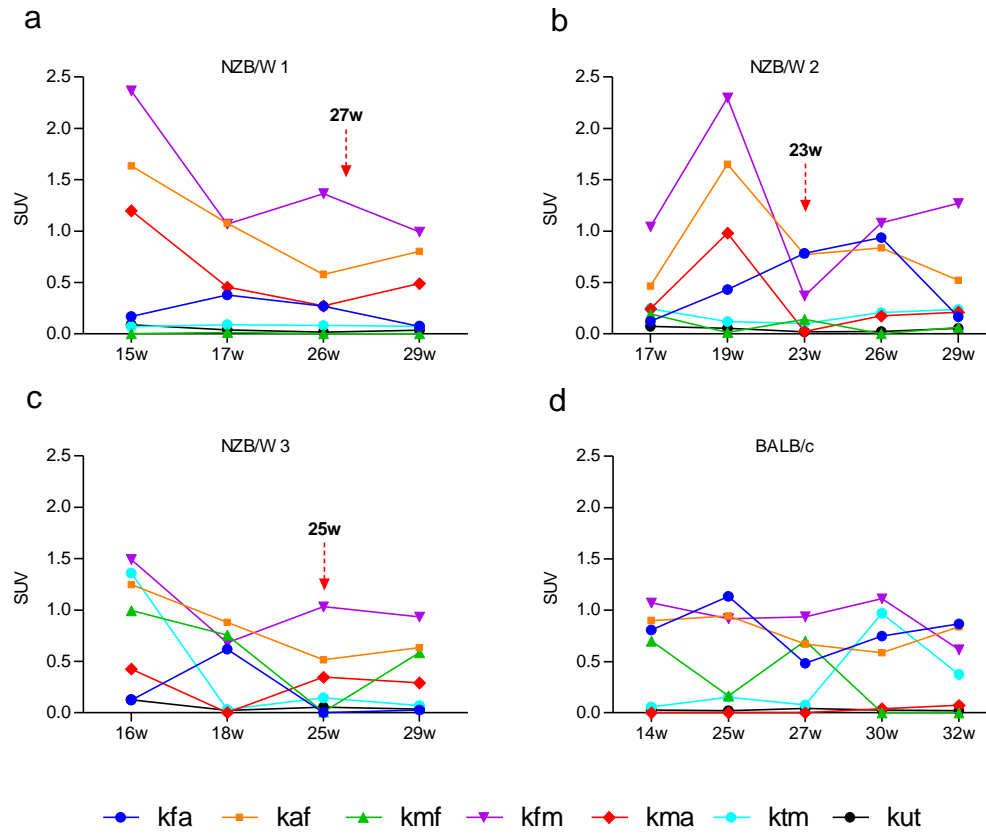 a
NZB/W 1
2.5
2.0
1.5
1.0
0.5
0.0
SUV
27w
15w 17w 26w 29w
b
NZB/W 2
2.5
2.0
1.5
1.0
0.5
0.0
SUV
23w
17w 19w 23w 26w 29w
c
NZB/W 3
2.5
2.0
1.5
1.0
0.5
0.0
SUV
25w
16w 18w 25w 29w
d
BALB/c
2.5
2.0
1.5
1.0
0.5
0.0
SUV
14w 25w 27w 30w 32w
kfa kaf kmf kfm kma ktm kut